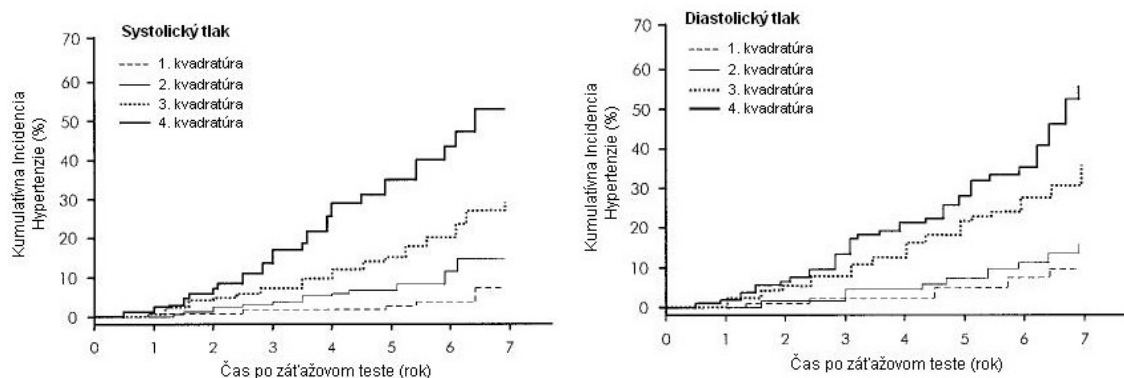 Systolický tlak
1. kvadratúra
2. kvadratúra
3. kvadratúra
4. kvadratúra
Kumulatívna Incidencia
Hypertenzie (%)
70
60
50
40
30
20
10
0
0 1 2 3 4 5 6 7
Čas po záťažovom teste (rok)
Diastolický tlak
1. kvadratúra
2. kvadratúra
3. kvadratúra
4. kvadratúra
Kumulatívna Incidencia
Hypertenzie (%)
70
60
50
40
30
20
10
0
0 1 2 3 4 5 6 7
Čas po záťažovom teste (rok)